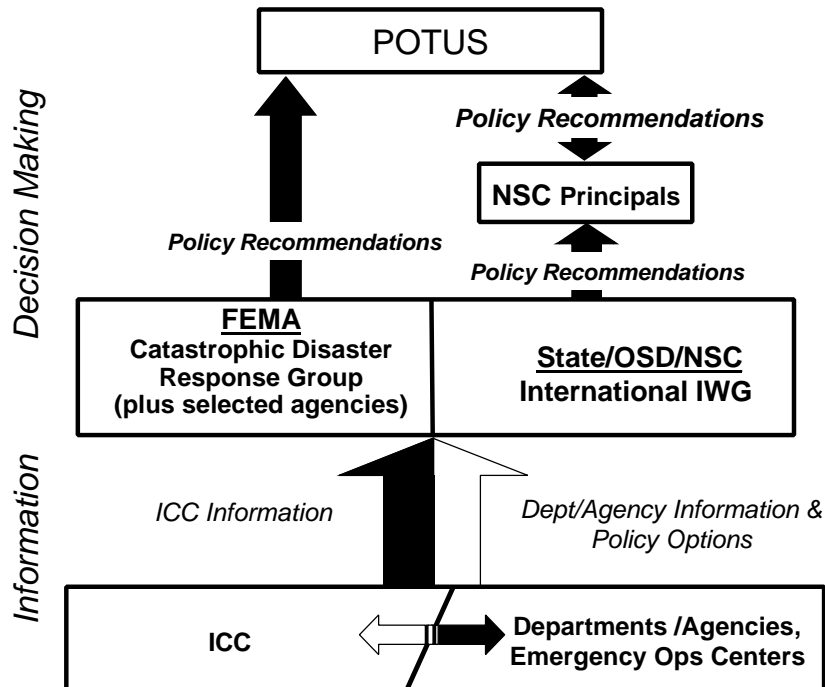 POTUS
Decision Making
Policy Recommendations
NSC Principals
Policy Recommendations
Policy Recommendations
FEMA
Catastrophic Disaster
Response Group
(plus selected agencies)
State/OSD/NSC
International IWG
Information
ICC Information
Dept/Agency Information &
Policy Options
ICC
Departments /Agencies,
Emergency Ops Centers